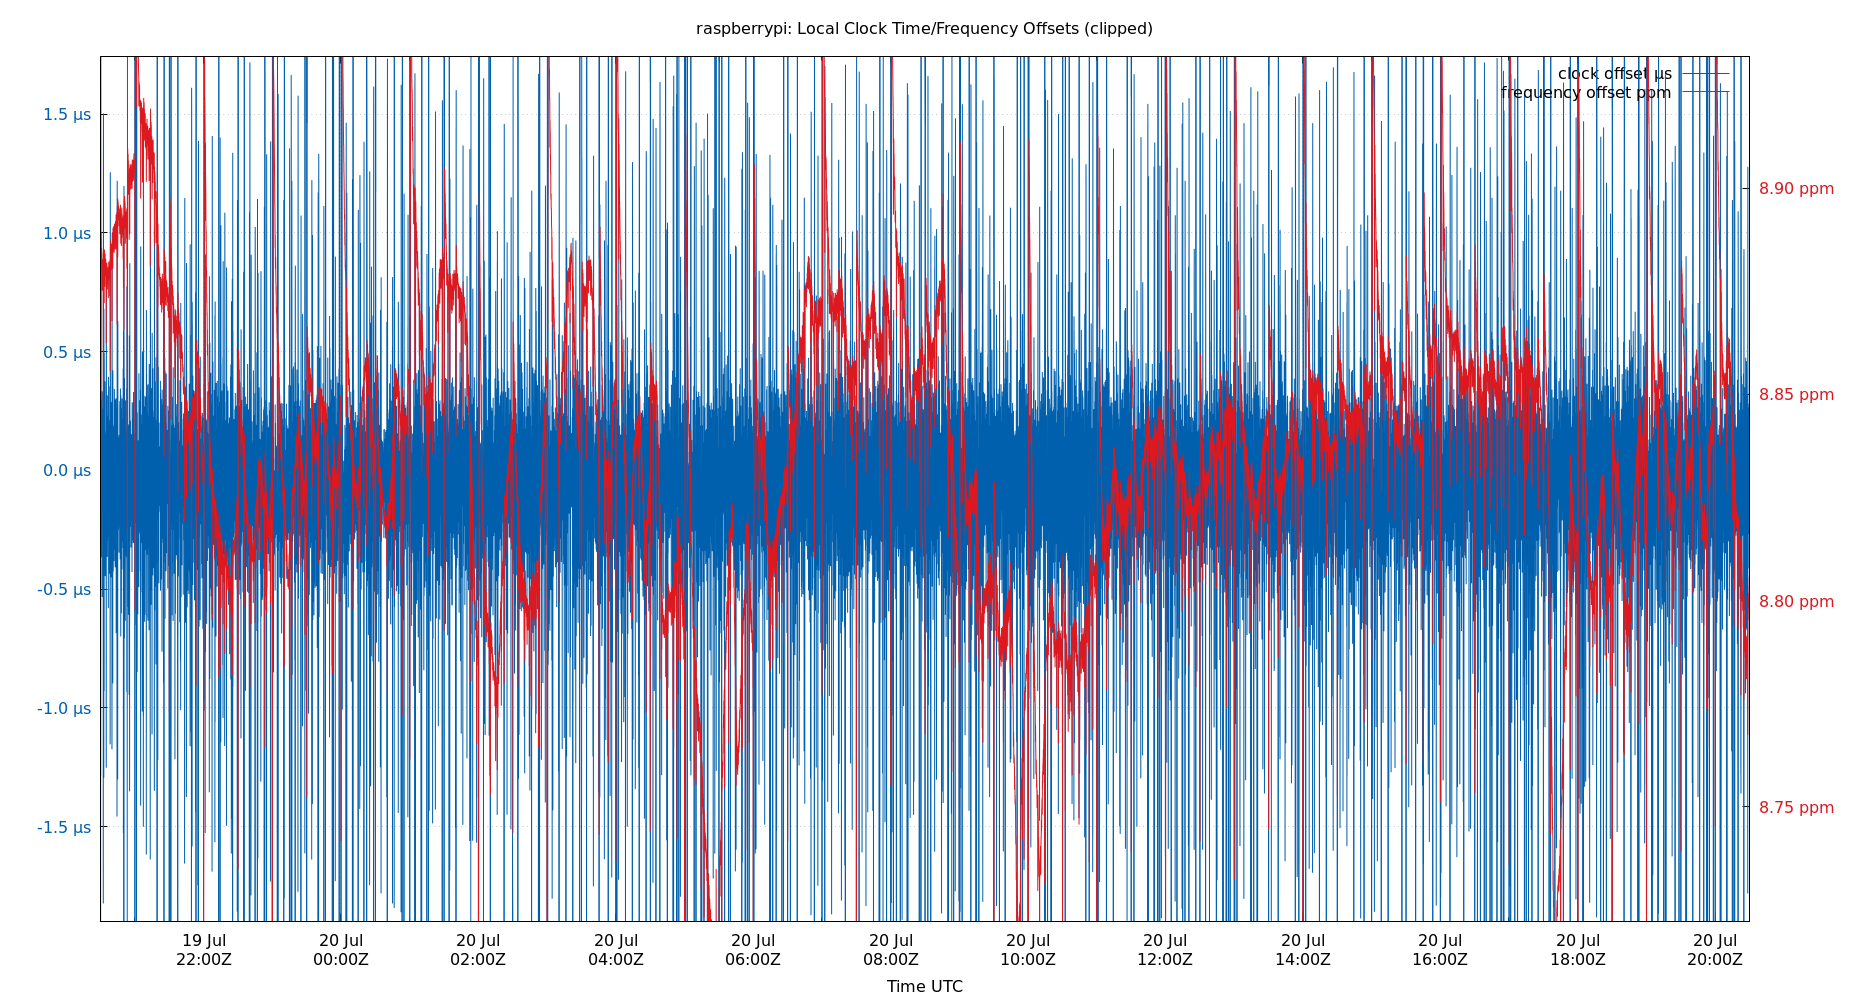 raspberrypi: Local Clock Time/Frequency Offsets (clipped)
clock offset µs
frequency offset ppm
1.5 µs
1.0 µs
0.5 µs
0.0 µs
-0.5 µs
-1.0 µs
-1.5 µs
8.90 ppm
8.85 ppm
8.80 ppm
8.75 ppm
19 Jul 20 Jul 20 Jul 20 Jul 20 Jul 20 Jul 20 Jul 20 Jul 20 Jul 20 Jul 20 Jul 20 Jul
22:00Z 00:00Z 02:00Z 04:00Z 06:00Z 08:00Z 10:00Z 12:00Z 14:00Z 16:00Z 18:00Z 20:00Z
Time UTC